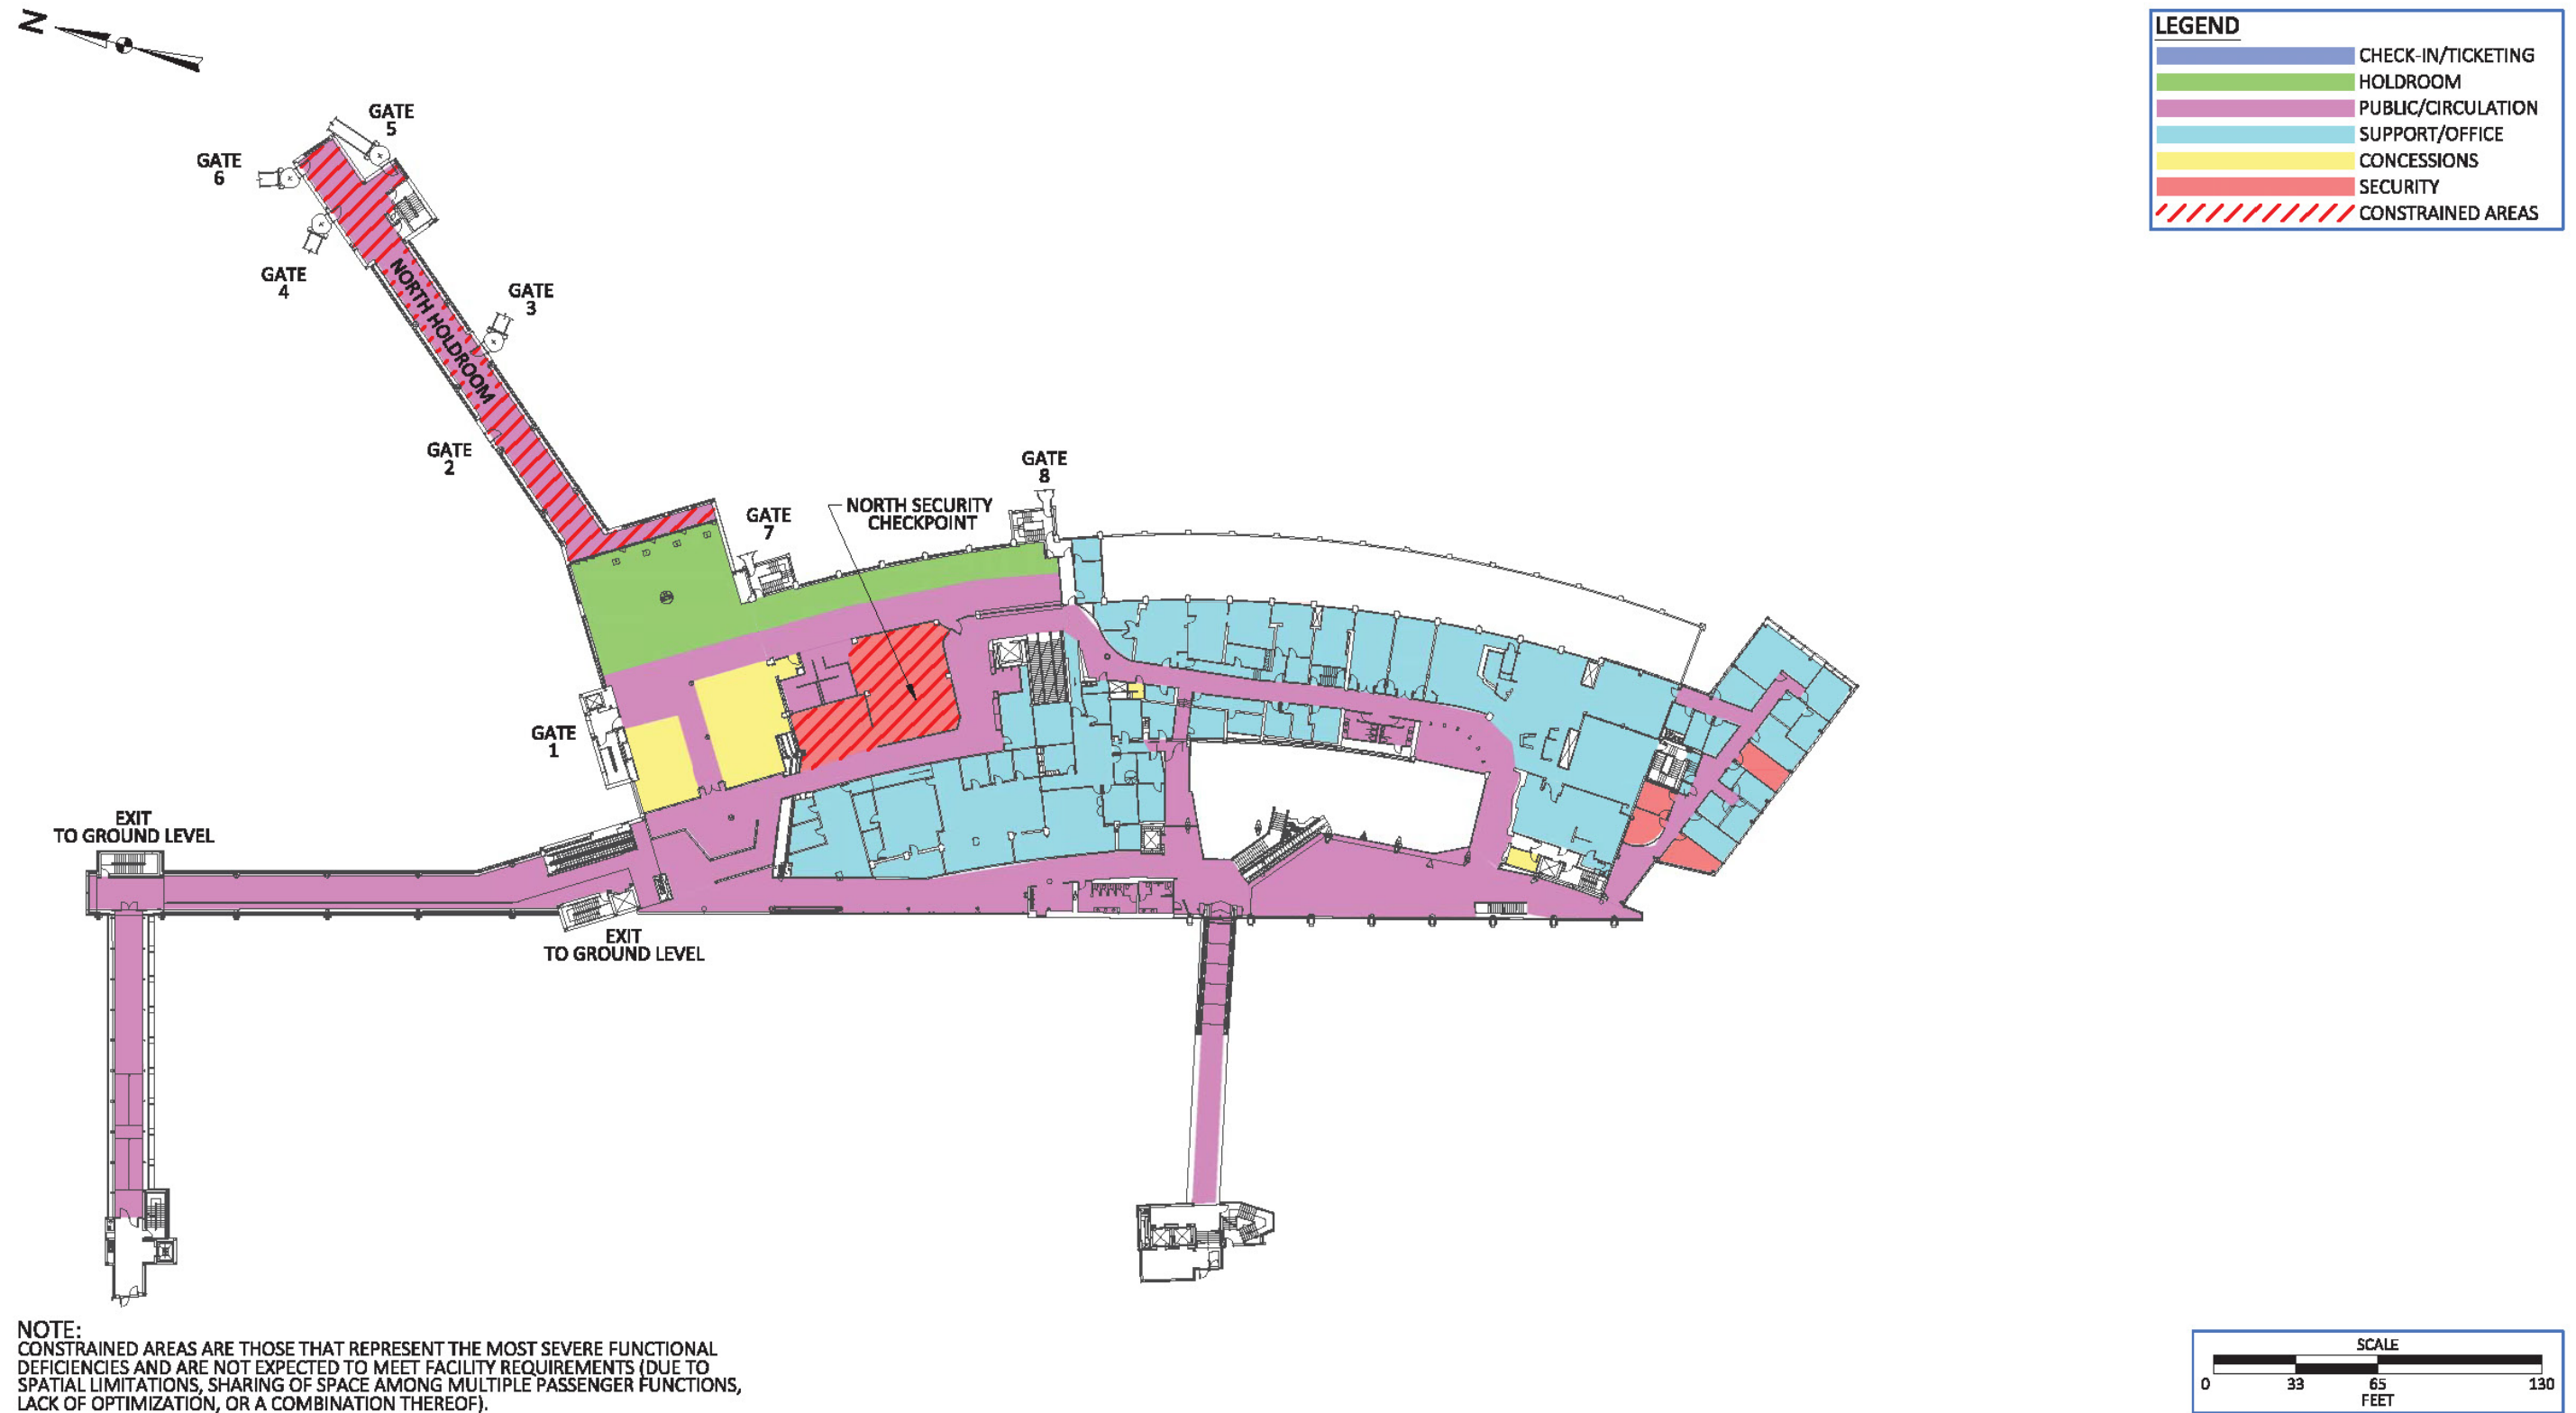 N
LEGEND
CHECK-IN/TICKETING
HOLDROOM
PUBLIC/CIRCULATION
SUPPORT/OFFICE
CONCESSIONS
SECURITY
CONSTRAINED AREAS
GATE
5
GATE
6
GATE
4
GATE
3
NORTH HOLDROOM
GATE
2
GATE
8
GATE
7
NORTH SECURITY
CHECKPOINT
GATE
1
EXIT
TO GROUND LEVEL
EXIT
TO GROUND LEVEL
NOTE:
CONSTRAINED AREAS ARE THOSE THAT REPRESENT THE MOST SEVERE FUNCTIONAL
DEFICIENCIES AND ARE NOT EXPECTED TO MEET FACILITY REQUIREMENTS (DUE TO
SPATIAL LIMITATIONS, SHARING OF SPACE AMONG MULTIPLE PASSENGER FUNCTIONS,
LACK OF OPTIMIZATION, OR A COMBINATION THEREOF).
SCALE
0 33 65 130
FEET